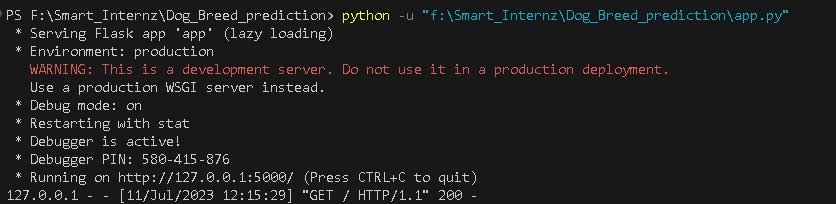 PS F:\Smart_Internz\Dog_Breed_prediction> python -u "f:\Smart_Internz\Dog_Breed_prediction\app.py"
* Serving Flask app 'app' (lazy loading)
* Environment: production
WARNING: This is a development server. Do not use it in a production deployment.
Use a production WSGI server instead.
* Debug mode: on
* Restarting with stat
* Debugger is active!
* Debugger PIN: 580-415-876
* Running on http://127.0.0.1:5000/ (Press CTRL+C to quit)
127.0.0.1 - - [11/Jul/2023 12:15:29] "GET / HTTP/1.1" 200 -